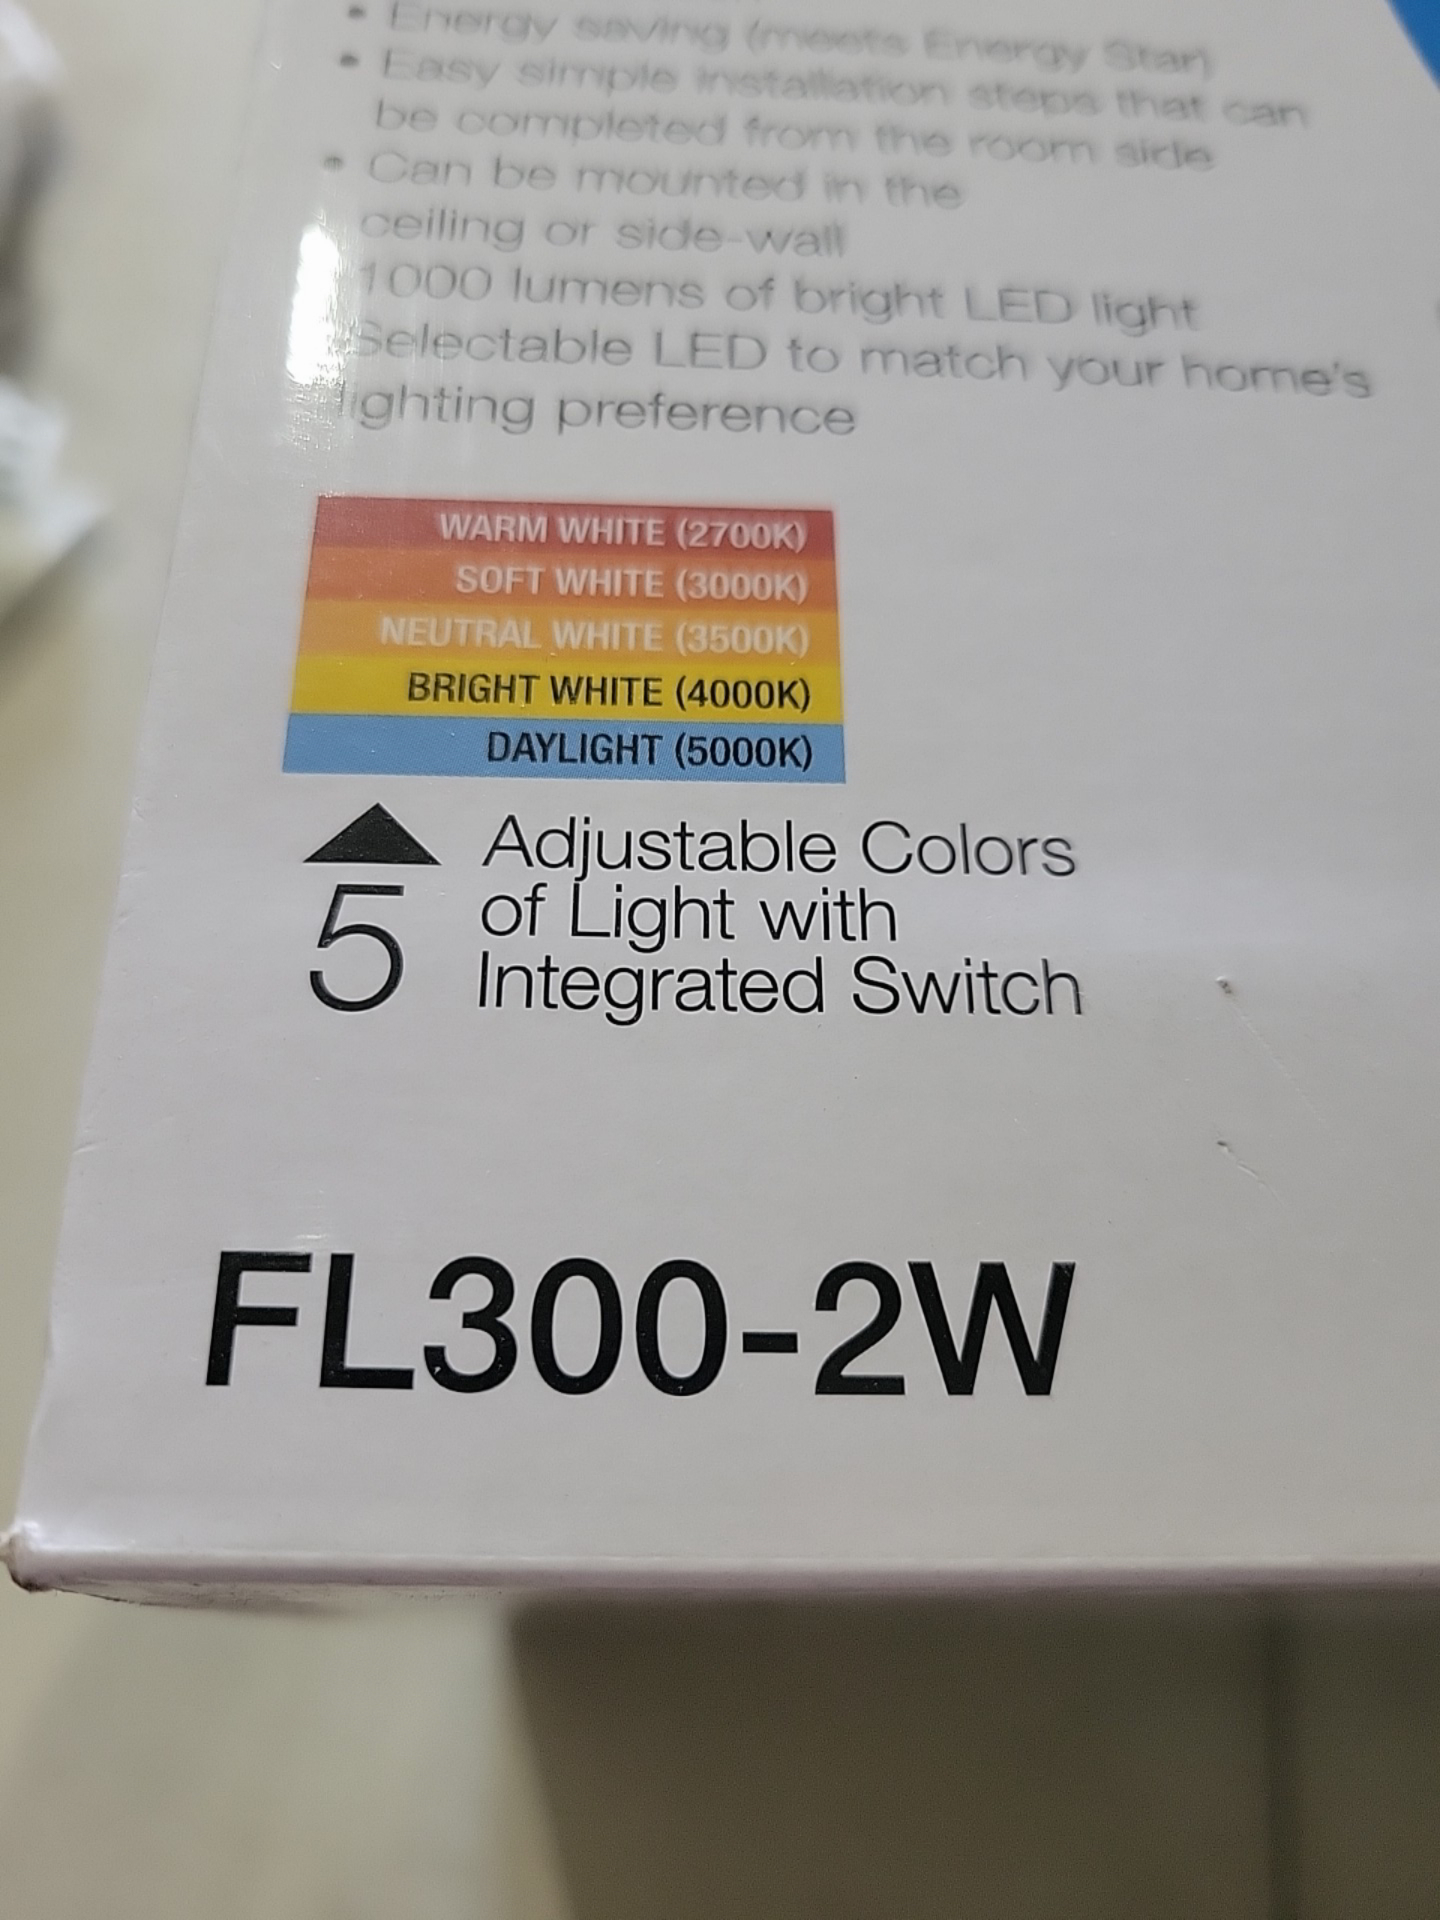 • Energy saving (meets Energy Star)
• Easy simple installation steps that can
be completed from the room side
• Can be mounted in the
ceiling or side-wall
1000 lumens of bright LED light
Selectable LED to match your home's
lighting preference
WARM WHITE (2700K)
SOFT WHITE (3000K)
NEUTRAL WHITE (3500K)
BRIGHT WHITE (4000K)
DAYLIGHT (5000K)
5 Adjustable Colors
of Light with
Integrated Switch
FL300-2W